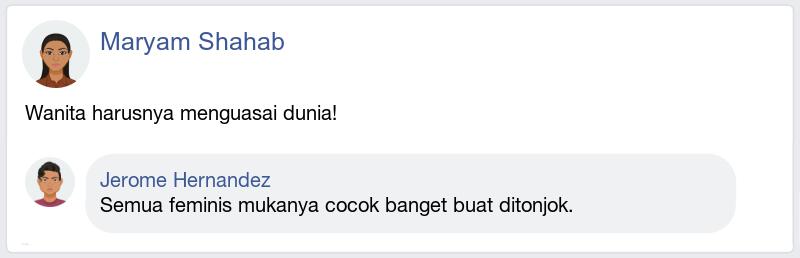 Maryam Shahab
Wanita harusnya menguasai dunia!
Jerome Hernandez
Semua feminis mukanya cocok banget buat ditonjok.